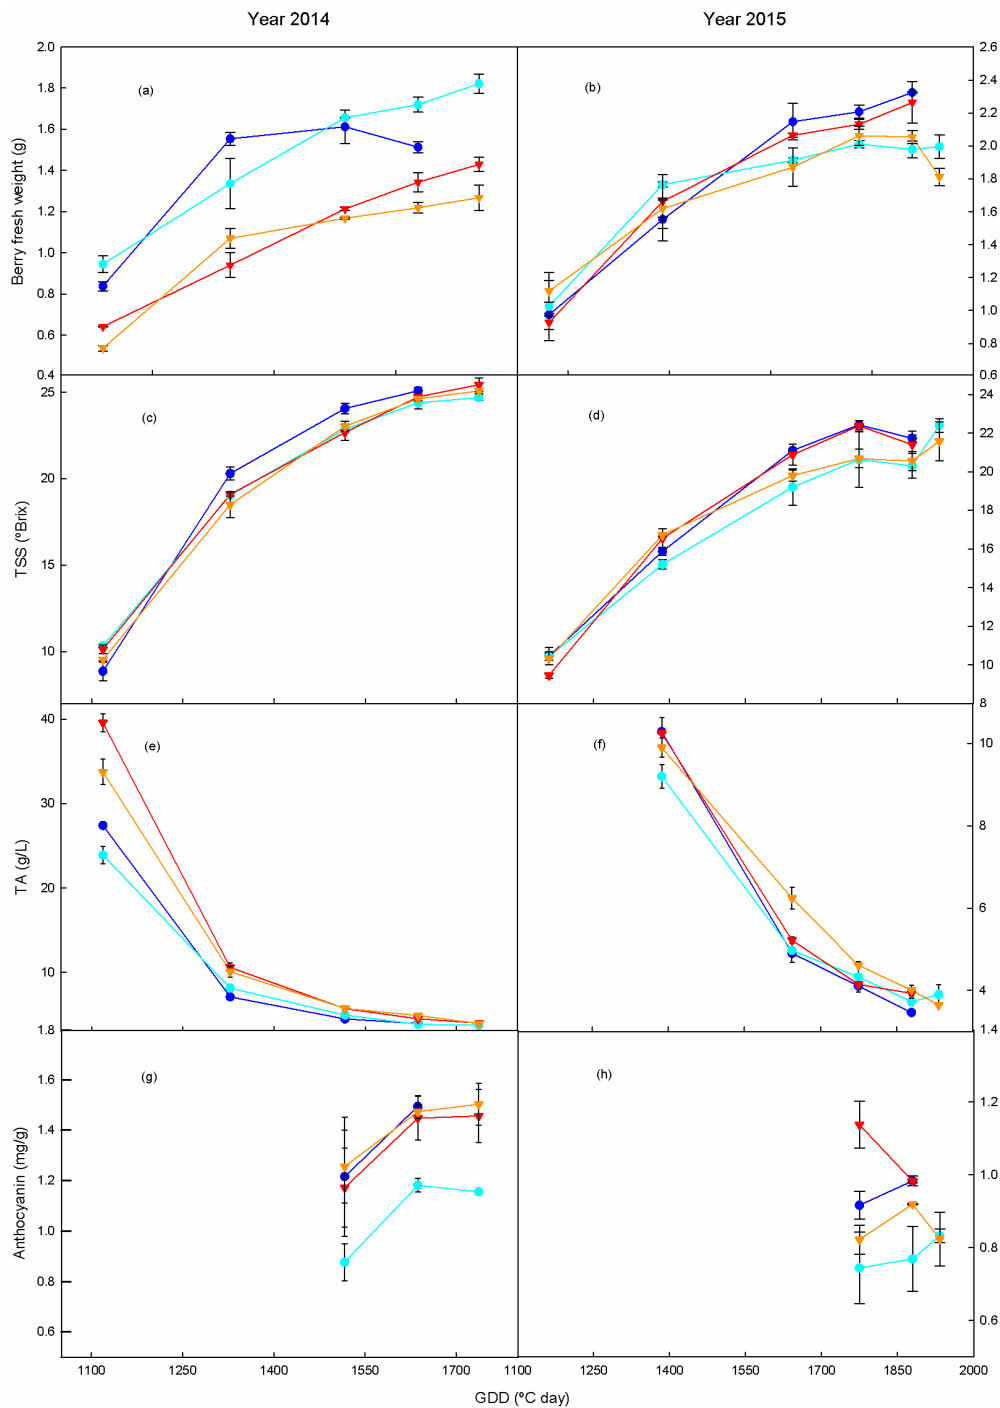 Year 2014 Year 2015
2.0 2.6
1.8 (a) (b) 2.4
1.6 2.2
1.4 2.0
1.2 1.8
1.0 1.6
0.8 1.4
0.6 1.2
0.4 1.0
0.8
0.6
Berry fresh weight (g)
25 (c) (d) 24
20 22
15 20
10 18
16
14
12
10
8
TSS (ºBrix)
40 (e) (f) 10
30 8
20 6
10 4
1.8 1.4
TA (g/L)
1.6 (g) (h) 1.2
1.4 1.0
1.2 0.8
1.0 0.6
0.8
0.6
Anthocyanin (mg/g)
1100 1250 1400 1550 1700 1100 1250 1400 1550 1700 1850 2000
GDD (ºC day)